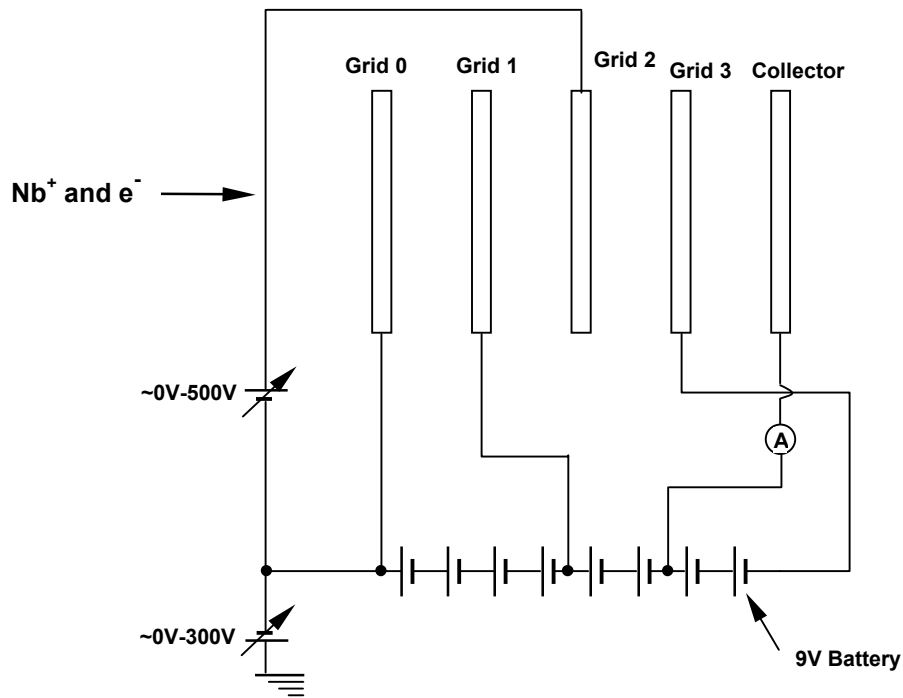 Grid 0
Grid 1
Grid 2
Grid 3
Collector
Nb+ and e-
~0V-500V
A
~0V-300V
9V Battery